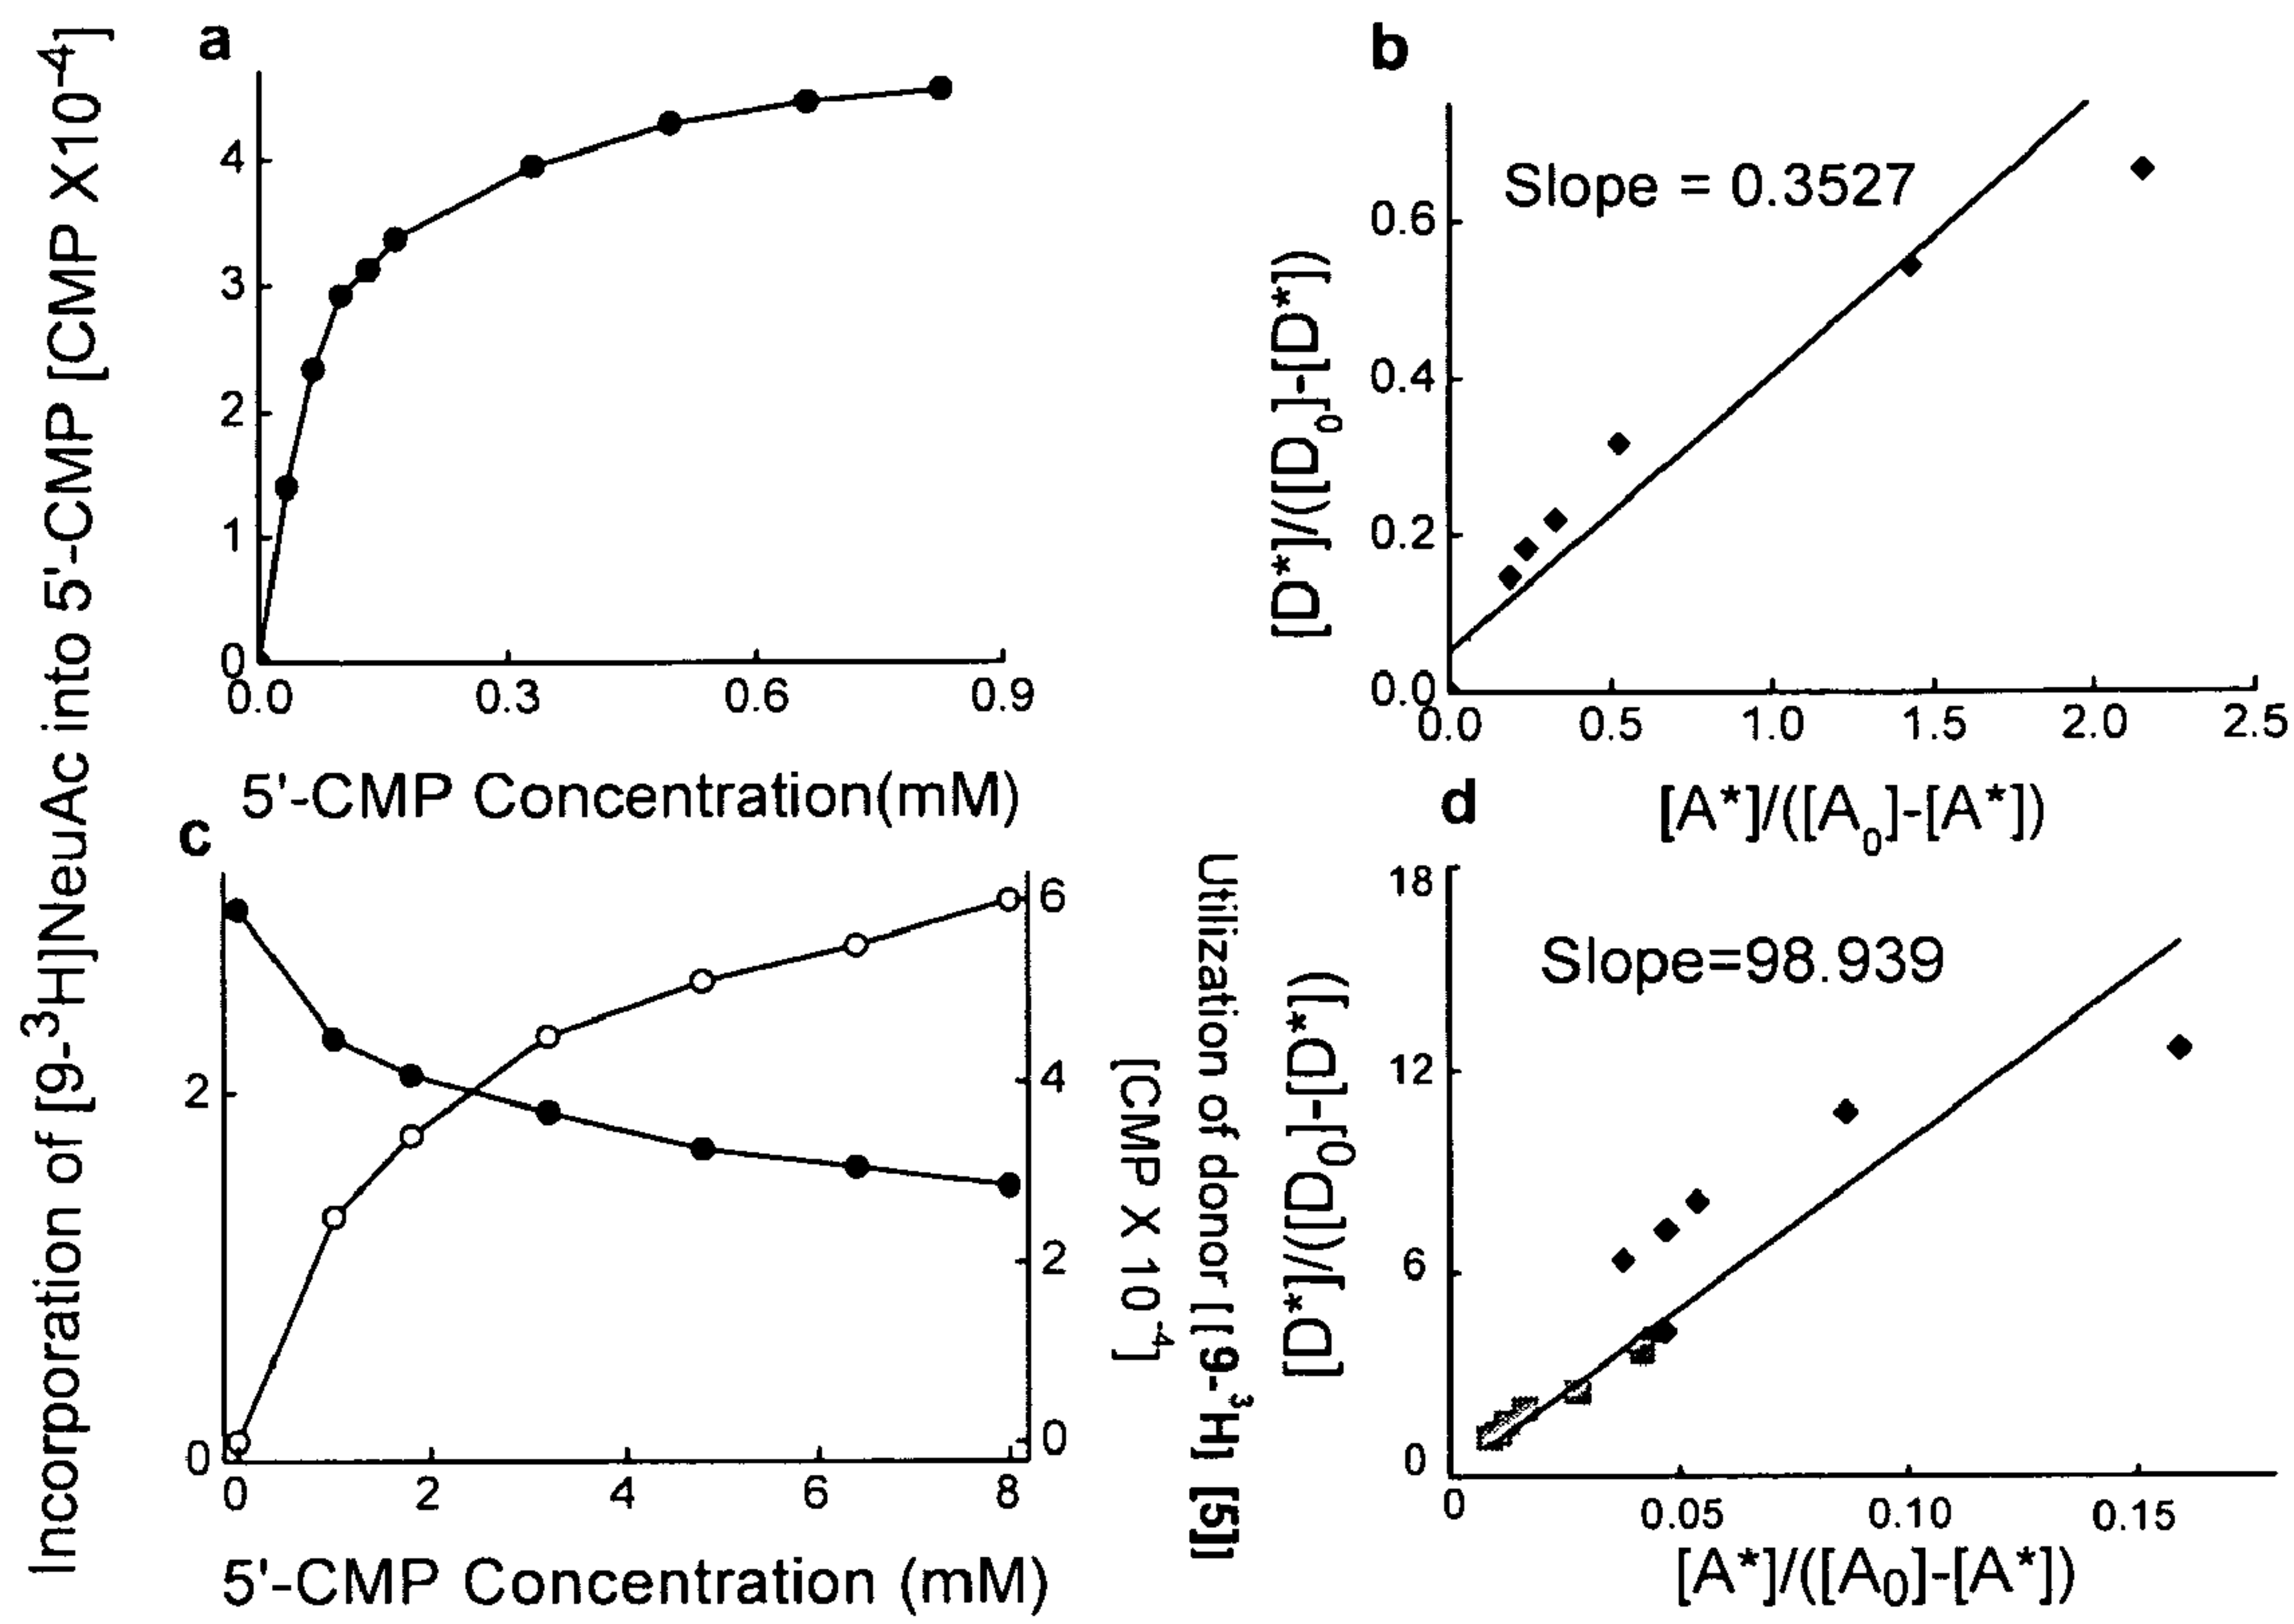 a
Incorporation of [9-³H]NeuAc into 5'-CMP [CMP X10⁻⁴]
4
3
2
1
0
0.0 0.3 0.6 0.9
5'-CMP Concentration(mM)
b
Slope = 0.3527
[D*]/([D₀]-[D*])
0.6
0.4
0.2
0.0
0.0 0.5 1.0 1.5 2.0 2.5
[A*]/([A₀]-[A*])
c
2
0
6
4
2
0
0 2 4 6 8
5'-CMP Concentration (mM)
Utilization of donor [[9-³H] [5]]
[CMP X 10⁻⁴]
d
Slope=98.939
[D*]/([D₀]-[D*])
18
12
6
0
0 0.05 0.10 0.15
[A*]/([A0]-[A*])